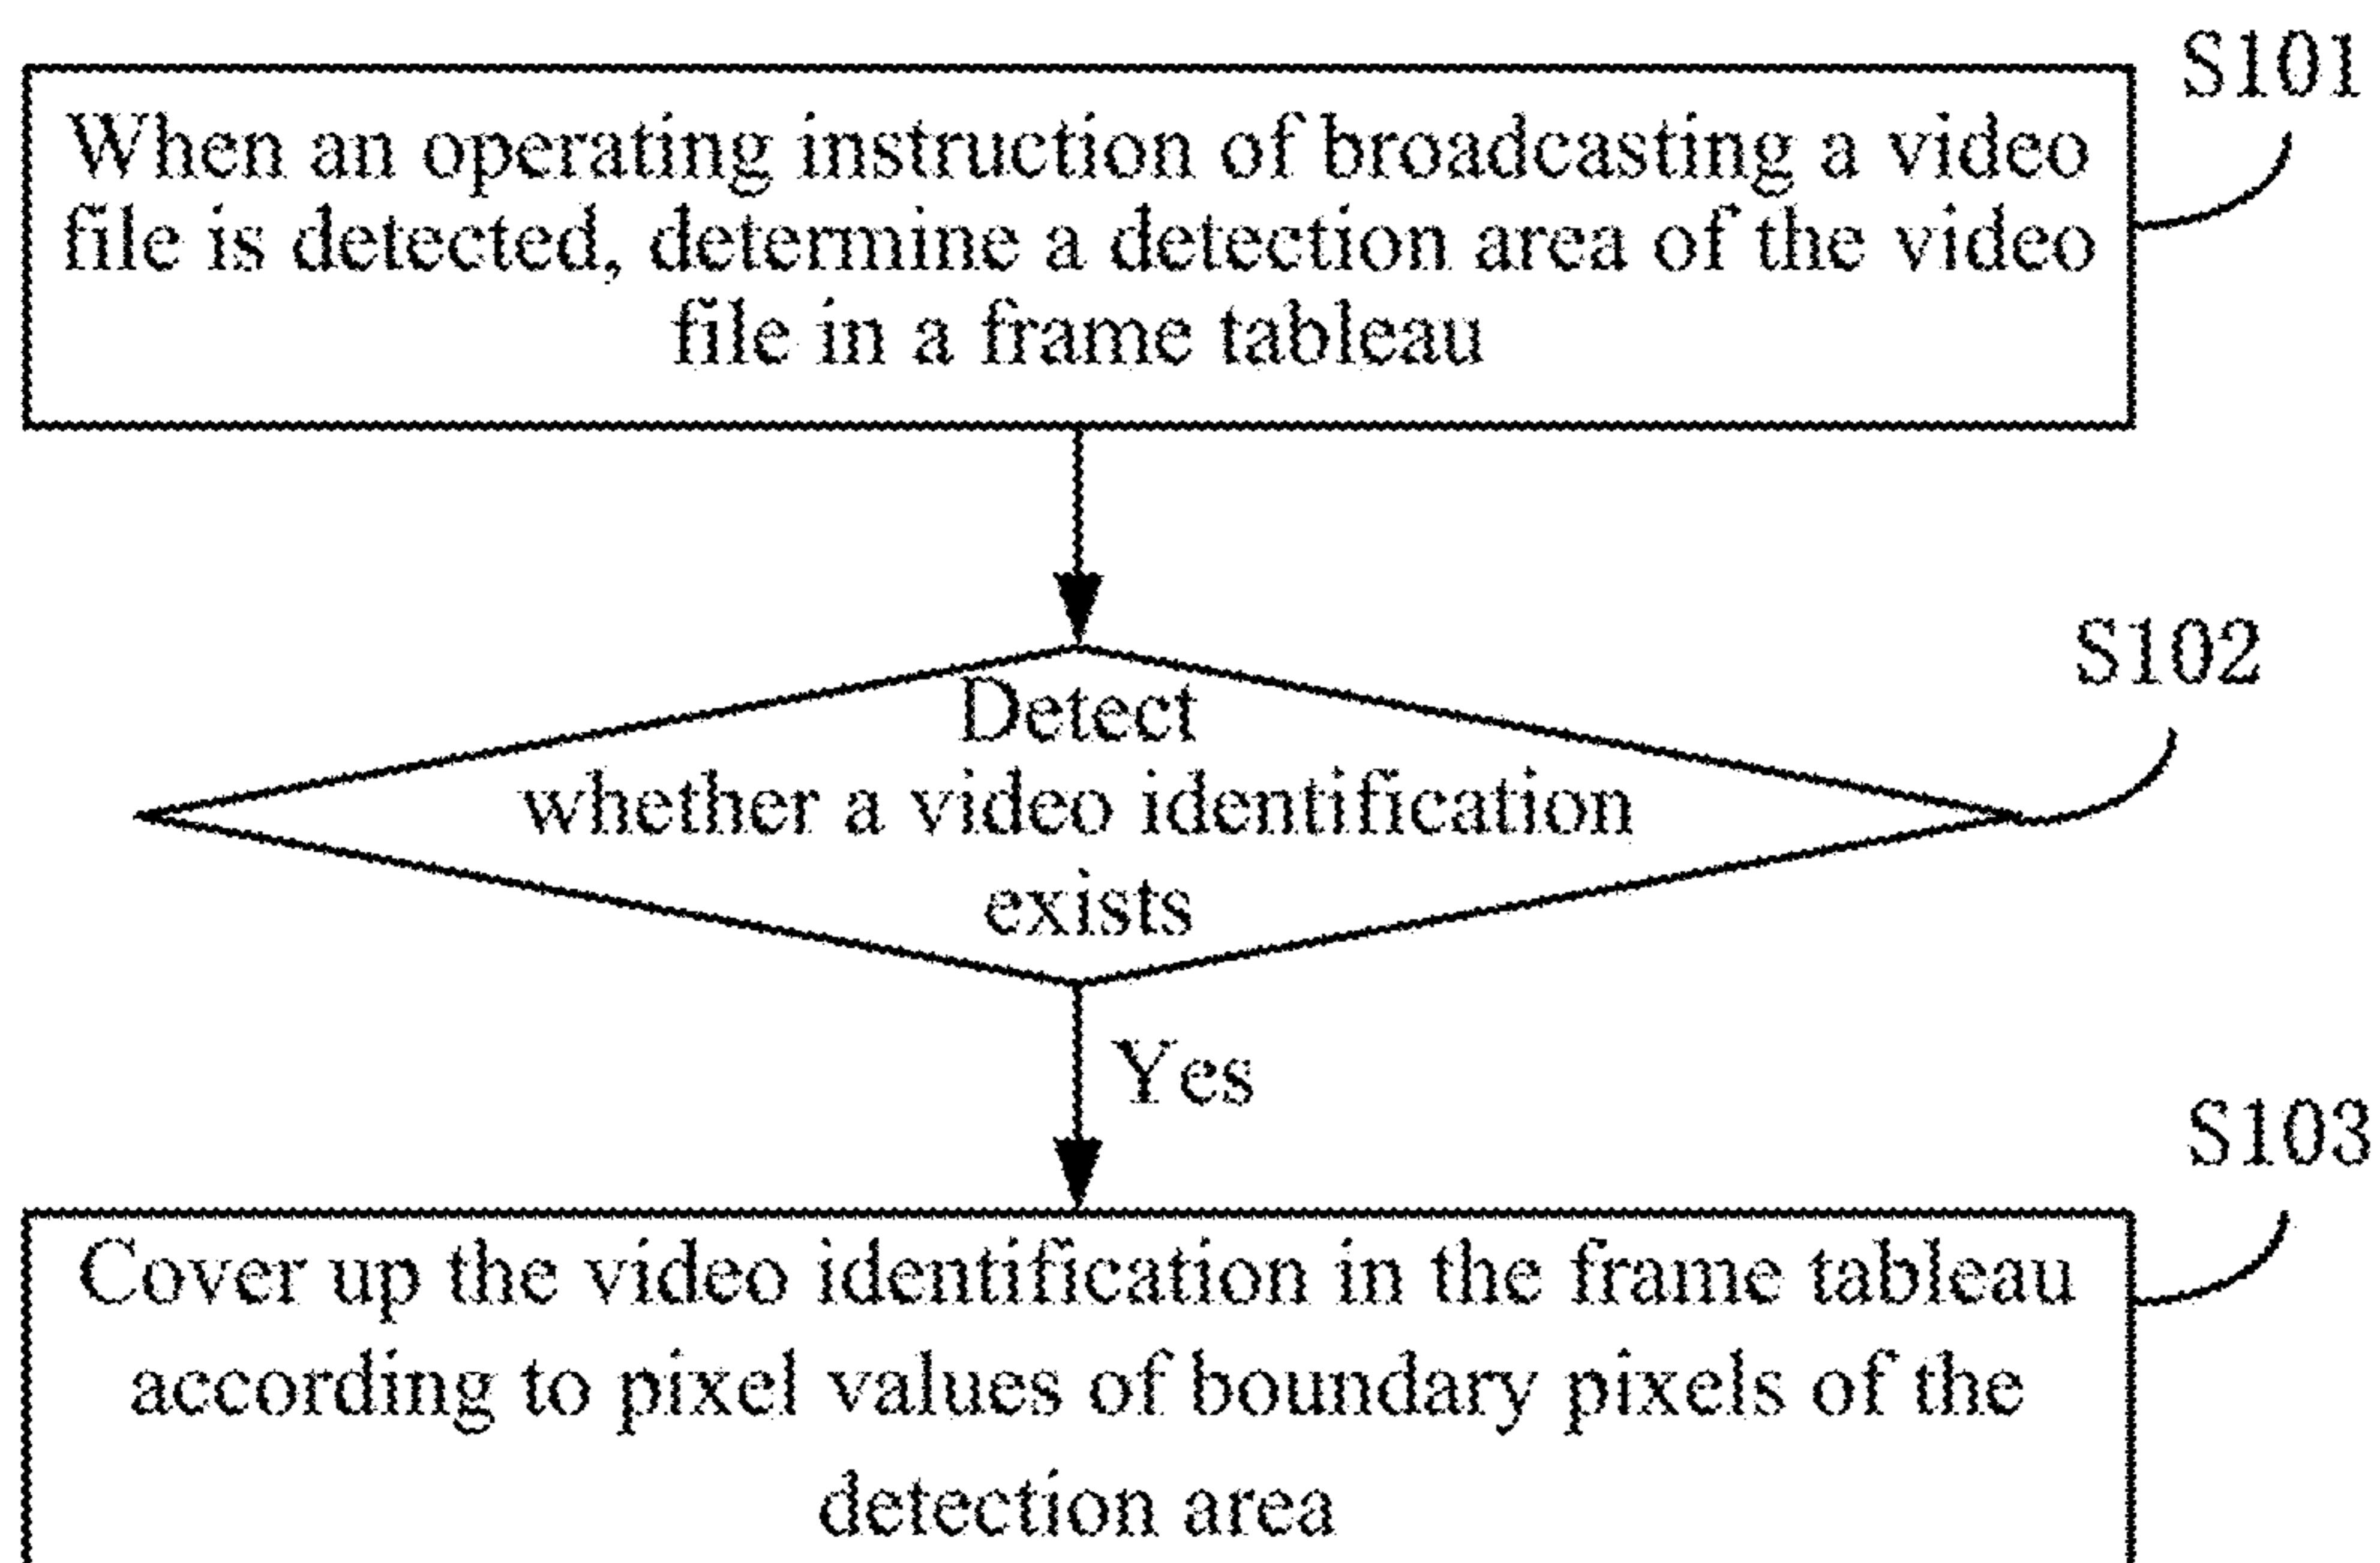 S101
When an operating instruction of broadcasting a video
file is detected, determine a detection area of the video
file in a frame tableau
S102
Detect
whether a video identification
exists
Yes
S103
Cover up the video identification in the frame tableau
according to pixel values of boundary pixels of the
detection area